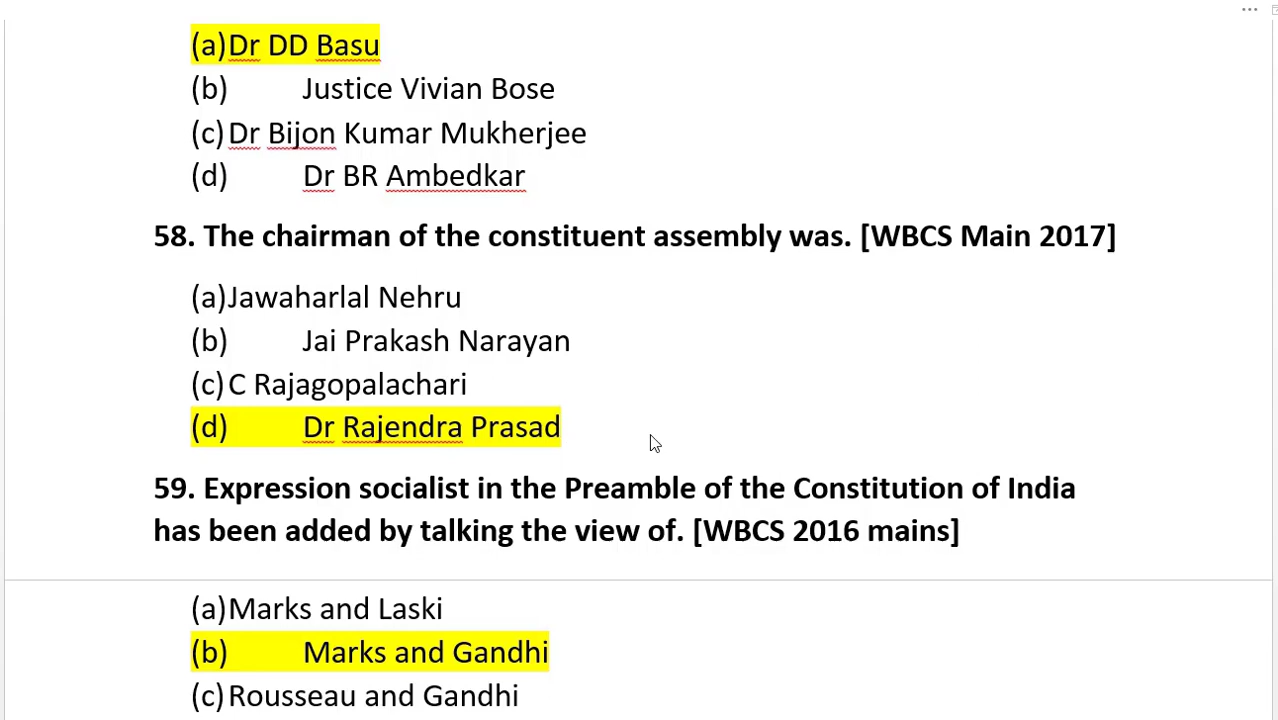 (a)Dr DD Basu
(b) Justice Vivian Bose
(c)Dr Bijon Kumar Mukherjee
(d) Dr BR Ambedkar
58. The chairman of the constituent assembly was. [WBCS Main 2017]
(a)Jawaharlal Nehru
(b) Jai Prakash Narayan
(c)C Rajagopalachari
(d) Dr Rajendra Prasad
59. Expression socialist in the Preamble of the Constitution of India
has been added by talking the view of. [WBCS 2016 mains]
(a)Marks and Laski
(b) Marks and Gandhi
(c)Rousseau and Gandhi